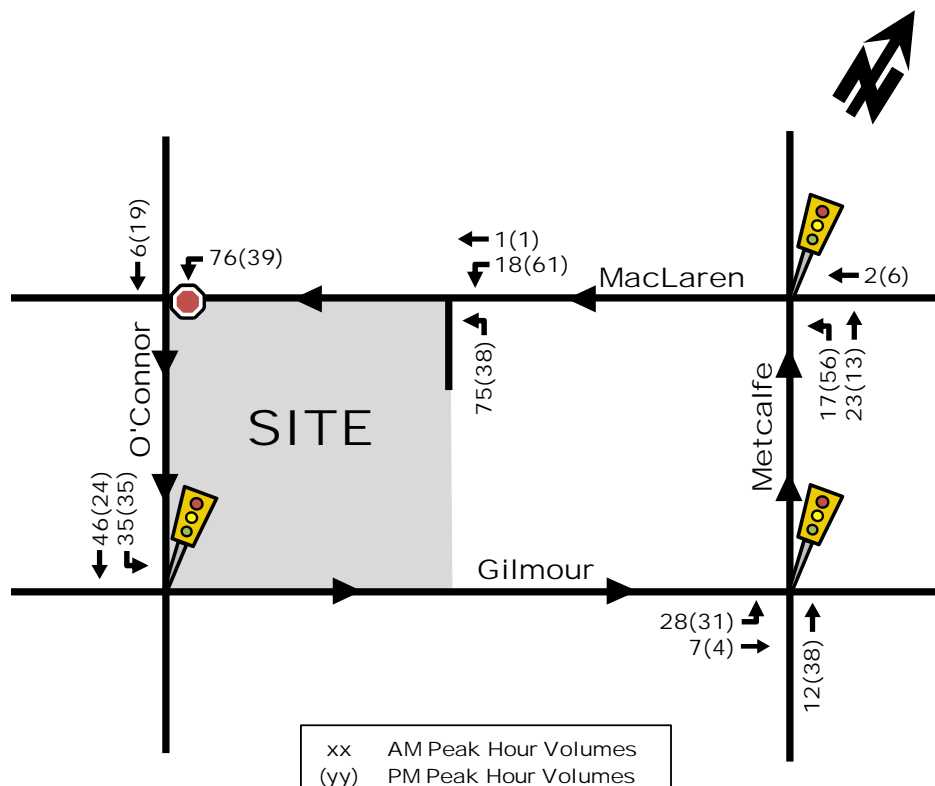 6(19)
76(39)
1(1)
18(61)
MacLaren
2(6)
O'Connor
75(38)
17(56)
23(13)
SITE
Metcalfe
46(24)
35(35)
Gilmour
28(31)
7(4)
12(38)
xx AM Peak Hour Volumes
(yy) PM Peak Hour Volumes